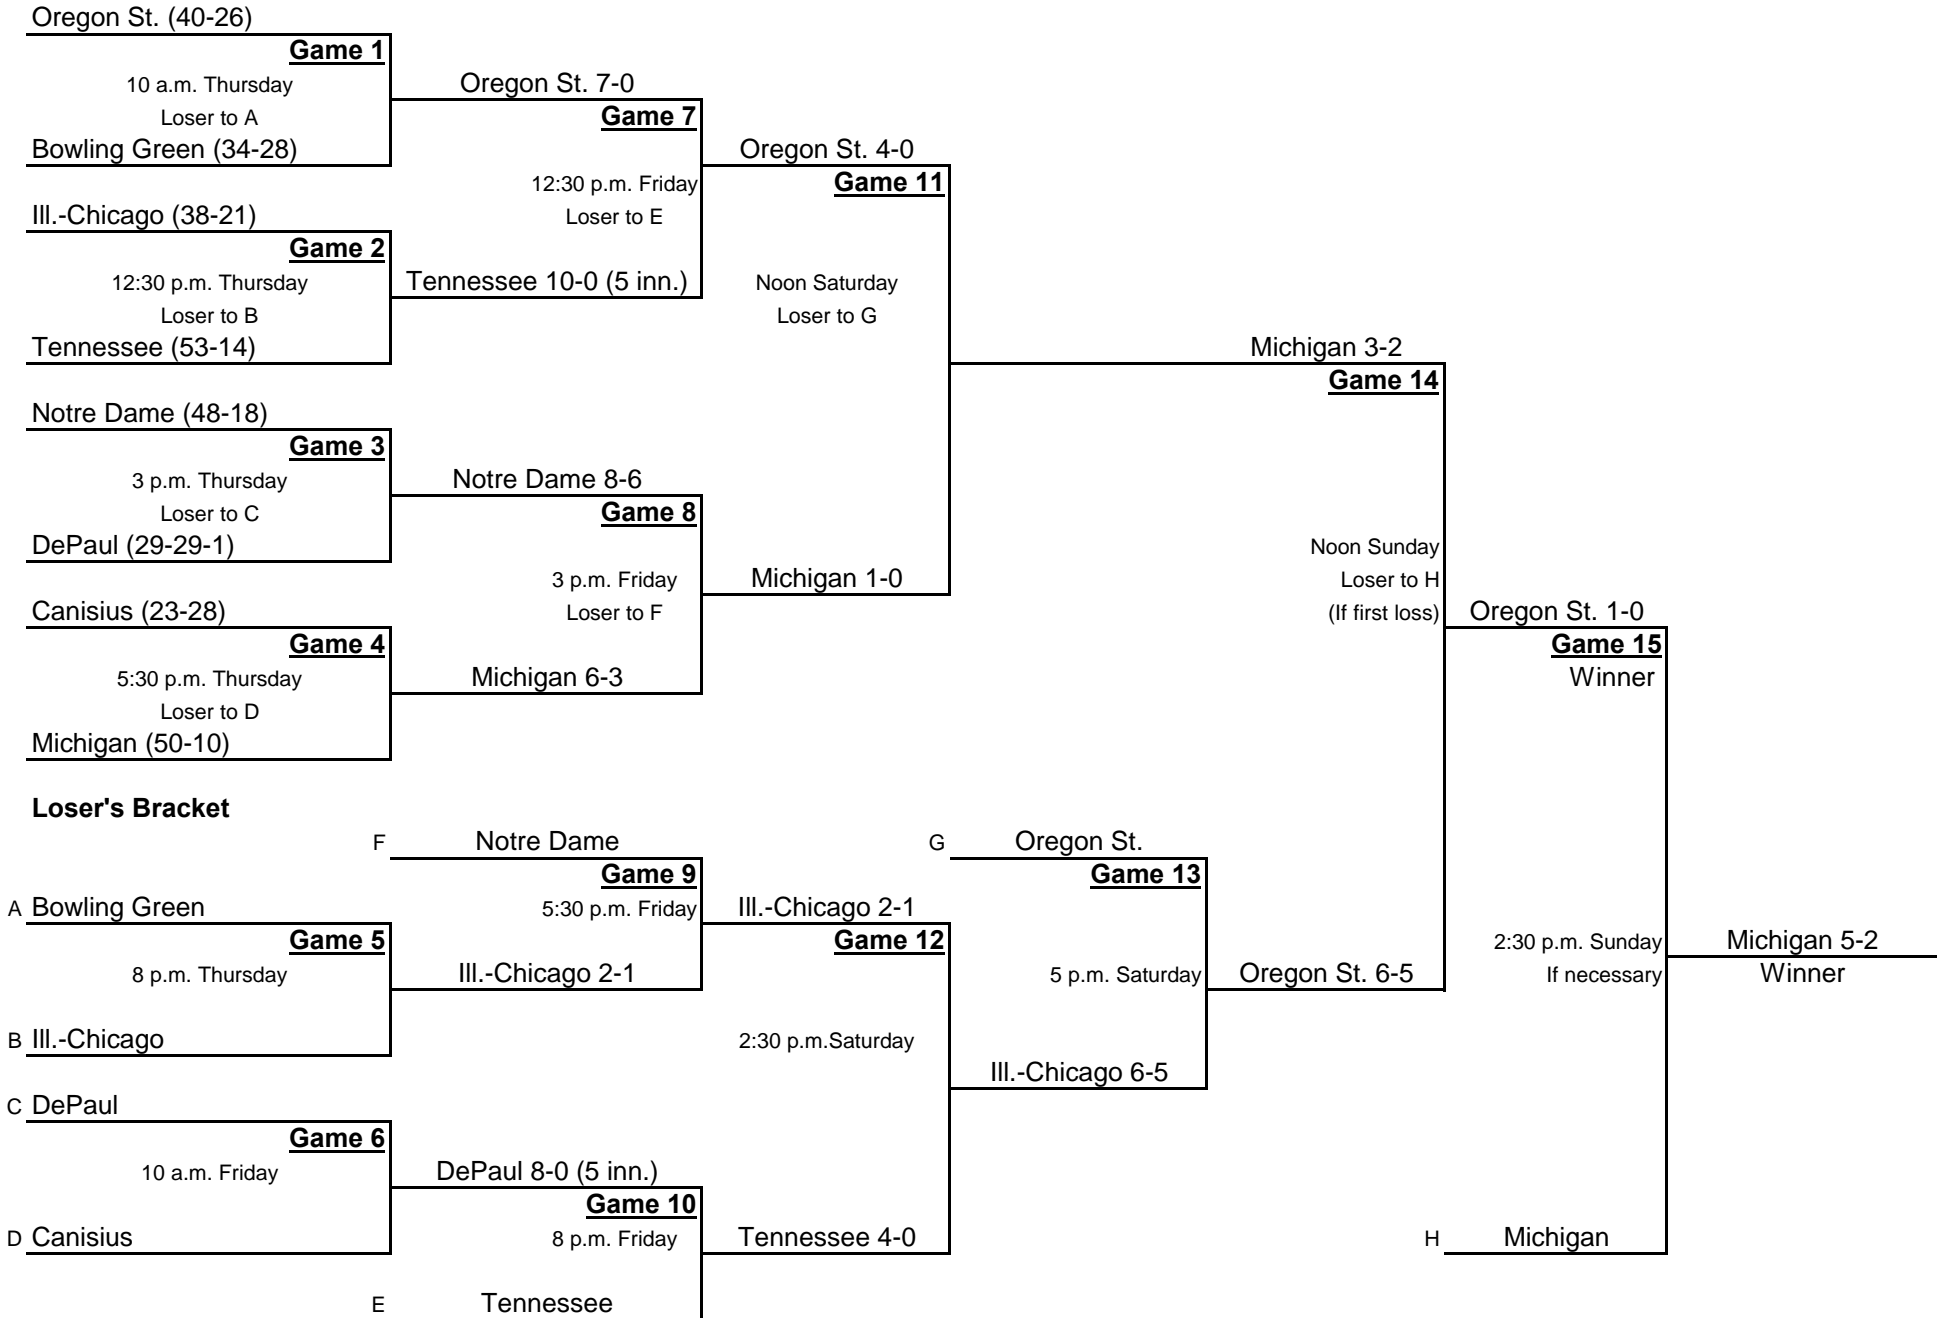 Oregon St. (40-26)
Game 1
10 a.m. Thursday
Loser to A
Bowling Green (34-28)
Oregon St. 7-0
Game 7
12:30 p.m. Friday
Loser to E
Ill.-Chicago (38-21)
Game 2
12:30 p.m. Thursday
Loser to B
Tennessee (53-14)
Tennessee 10-0 (5 inn.)
Oregon St. 4-0
Game 11
Noon Saturday
Loser to G
Notre Dame (48-18)
Game 3
3 p.m. Thursday
Loser to C
DePaul (29-29-1)
Notre Dame 8-6
Game 8
3 p.m. Friday
Loser to F
Michigan 1-0
Canisius (23-28)
Game 4
5:30 p.m. Thursday
Loser to D
Michigan (50-10)
Michigan 6-3
Michigan 3-2
Game 14
Noon Sunday
Loser to H
(If first loss)
Oregon St. 1-0
Game 15
Winner
Loser's Bracket
F Notre Dame
Game 9
5:30 p.m. Friday
A Bowling Green
Game 5
8 p.m. Thursday
B Ill.-Chicago
Ill.-Chicago 2-1
Ill.-Chicago 2-1
Game 12
2:30 p.m.Saturday
C DePaul
Game 6
10 a.m. Friday
D Canisius
DePaul 8-0 (5 inn.)
Game 10
8 p.m. Friday
E Tennessee
Tennessee 4-0
G Oregon St.
Game 13
5 p.m. Saturday
Ill.-Chicago 6-5
Oregon St. 6-5
2:30 p.m. Sunday
If necessary
H Michigan
Michigan 5-2
Winner